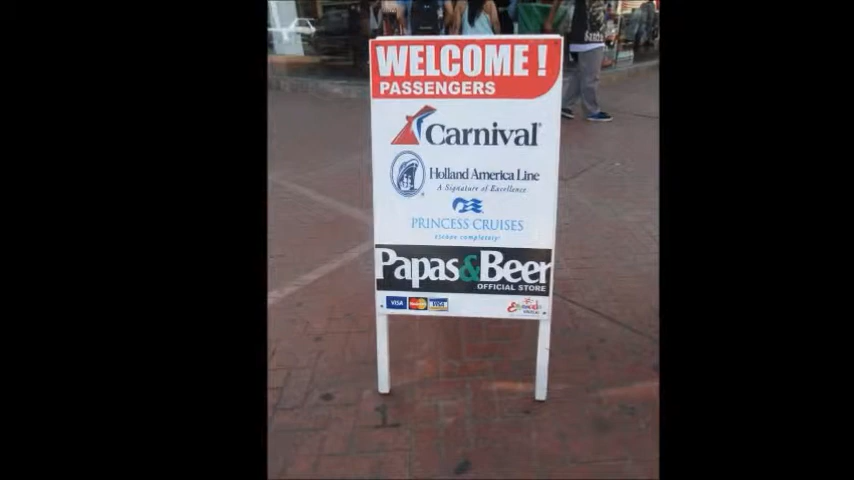 WELCOME !
PASSENGERS
Carnival®
Holland America Line
A Signature of Excellence
PRINCESS CRUISES
escape completely
Papas&Beer
OFFICIAL STORE
VISA MasterCard VISA